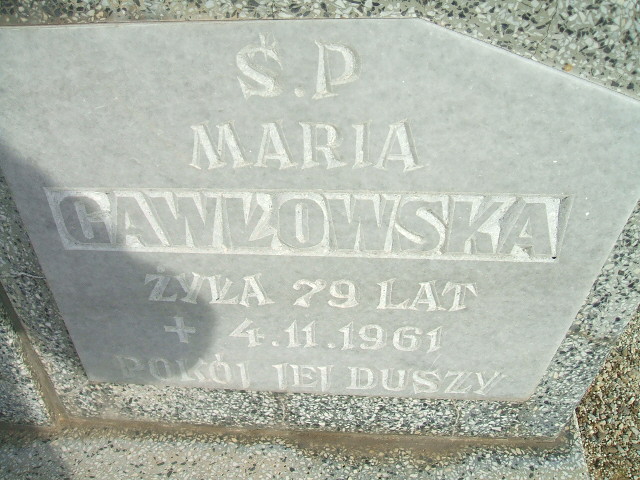 Ś.P
MARIA
GAWŁOWSKA
ŻYŁA 79 LAT
+ 4.11.1961
POKÓJ JEJ DUSZY